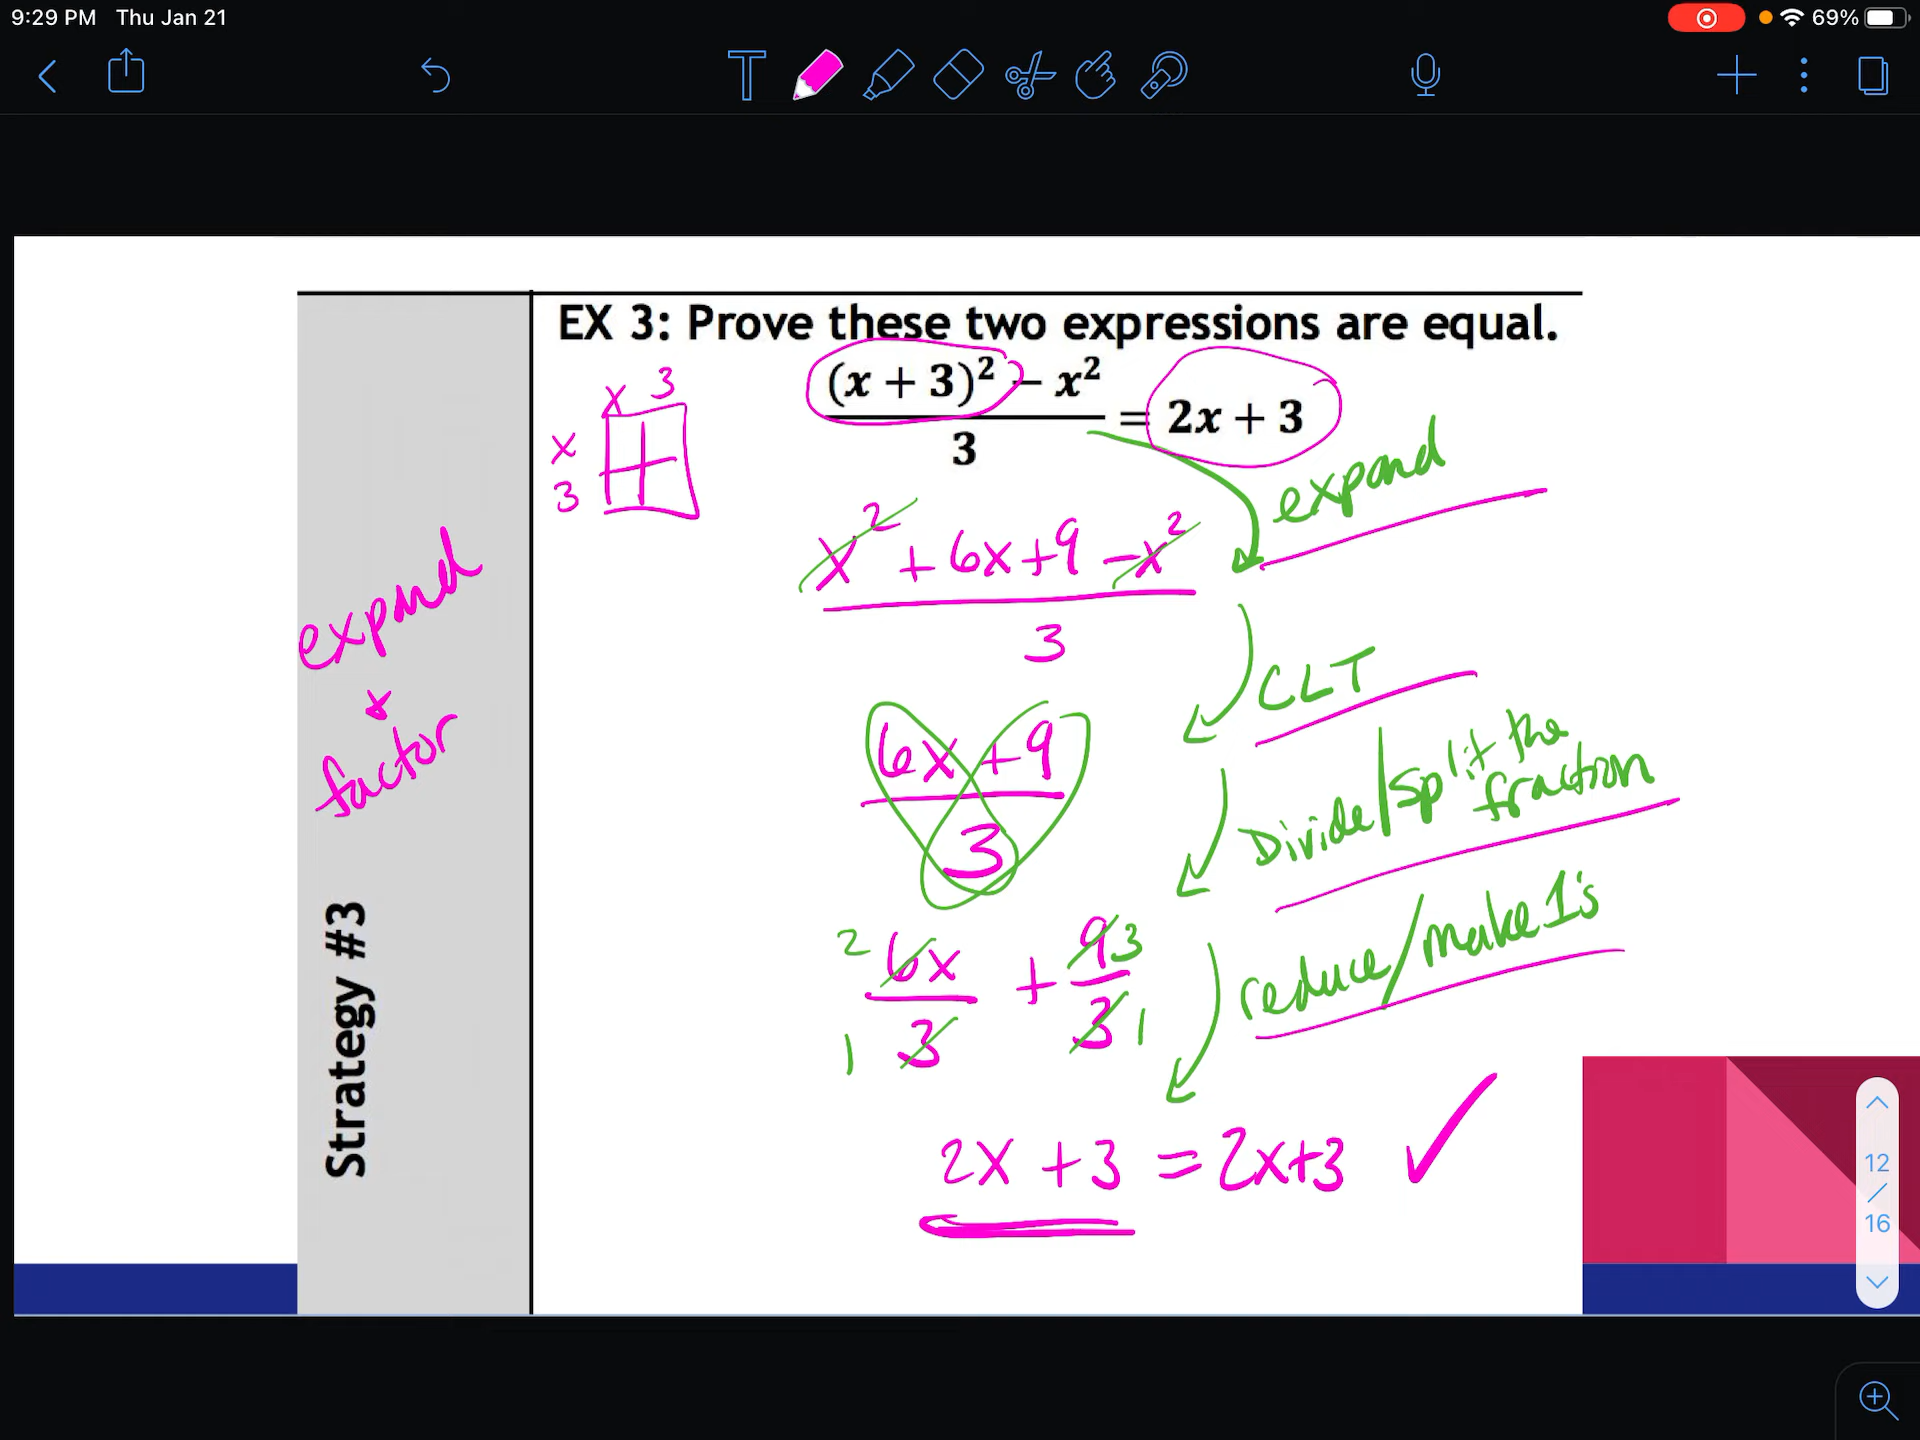 9:29 PM Thu Jan 21
69%
EX 3: Prove these two expressions are equal.
(x + 3)² − x²
3
= 2x + 3
x 3
x
3
expand
x² + 6x + 9 − x²
3
CLT
6x + 9
3
Divide/split the
fraction
2 6x + 9 3
1 3 3 1
reduce/make 1's
2x + 3 = 2x+3 ✓
expand
&
factor
Strategy #3
12
/
16